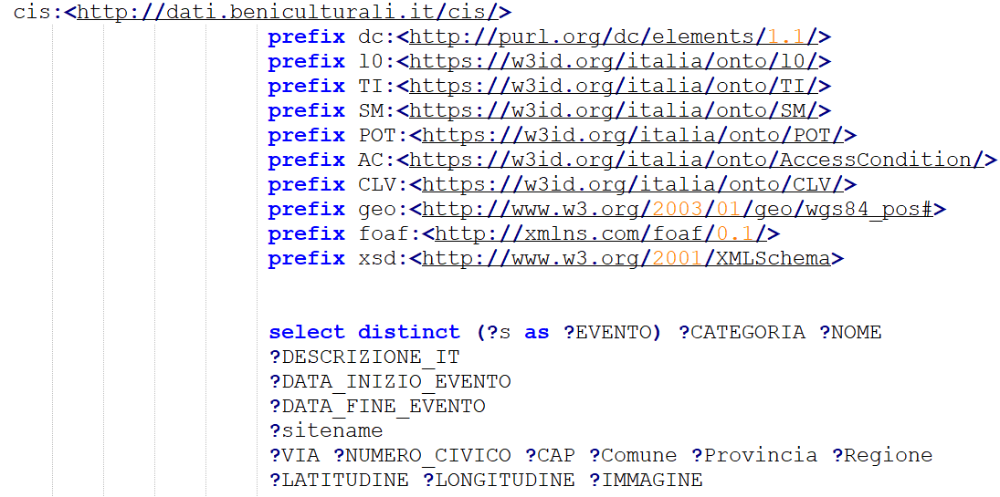 cis:<http://dati.beniculturali.it/cis/>
prefix dc:<http://purl.org/dc/elements/1.1/>
prefix l0:<https://w3id.org/italia/onto/l0/>
prefix TI:<https://w3id.org/italia/onto/TI/>
prefix SM:<https://w3id.org/italia/onto/SM/>
prefix POT:<https://w3id.org/italia/onto/POT/>
prefix AC:<https://w3id.org/italia/onto/AccessCondition/>
prefix CLV:<https://w3id.org/italia/onto/CLV/>
prefix geo:<http://www.w3.org/2003/01/geo/wgs84_pos#>
prefix foaf:<http://xmlns.com/foaf/0.1/>
prefix xsd:<http://www.w3.org/2001/XMLSchema>
select distinct (?s as ?EVENTO) ?CATEGORIA ?NOME
?DESCRIZIONE_IT
?DATA_INIZIO_EVENTO
?DATA_FINE_EVENTO
?sitename
?VIA ?NUMERO_CIVICO ?CAP ?Comune ?Provincia ?Regione
?LATITUDINE ?LONGITUDINE ?IMMAGINE